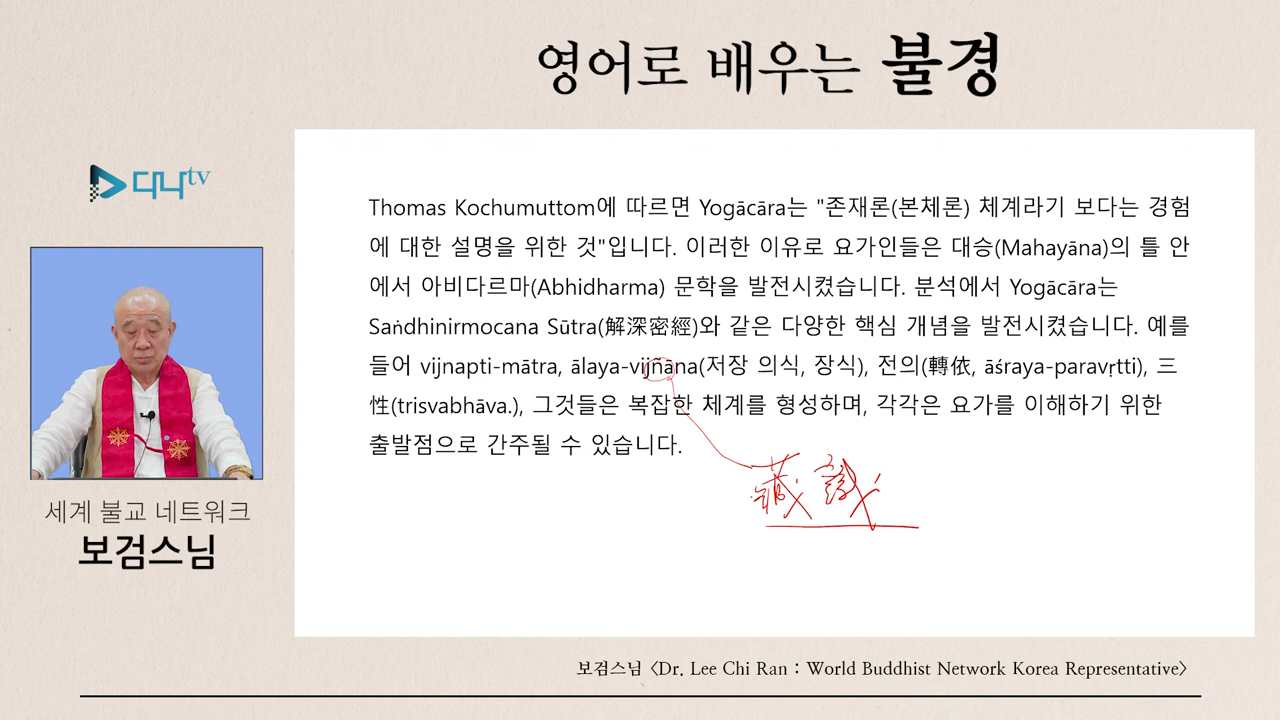 영어로 배우는 불경
디나tv
Thomas Kochumuttom에 따르면 Yogācāra는 "존재론(본체론) 체계라기 보다는 경험
에 대한 설명을 위한 것"입니다. 이러한 이유로 요가인들은 대승(Mahayāna)의 틀 안
에서 아비다르마(Abhidharma) 문학을 발전시켰습니다. 분석에서 Yogācāra는
Saṅdhinirmocana Sūtra(解深密經)와 같은 다양한 핵심 개념을 발전시켰습니다. 예를
들어 vijnapti-mātra, ālaya-vijñāna(저장 의식, 장식), 전의(轉依, āśraya-paravṛtti), 三
性(trisvabhāva.), 그것들은 복잡한 체계를 형성하며, 각각은 요가를 이해하기 위한
출발점으로 간주될 수 있습니다.
藏識
세계 불교 네트워크
보검스님
보검스님 〈Dr. Lee Chi Ran : World Buddhist Network Korea Representative〉